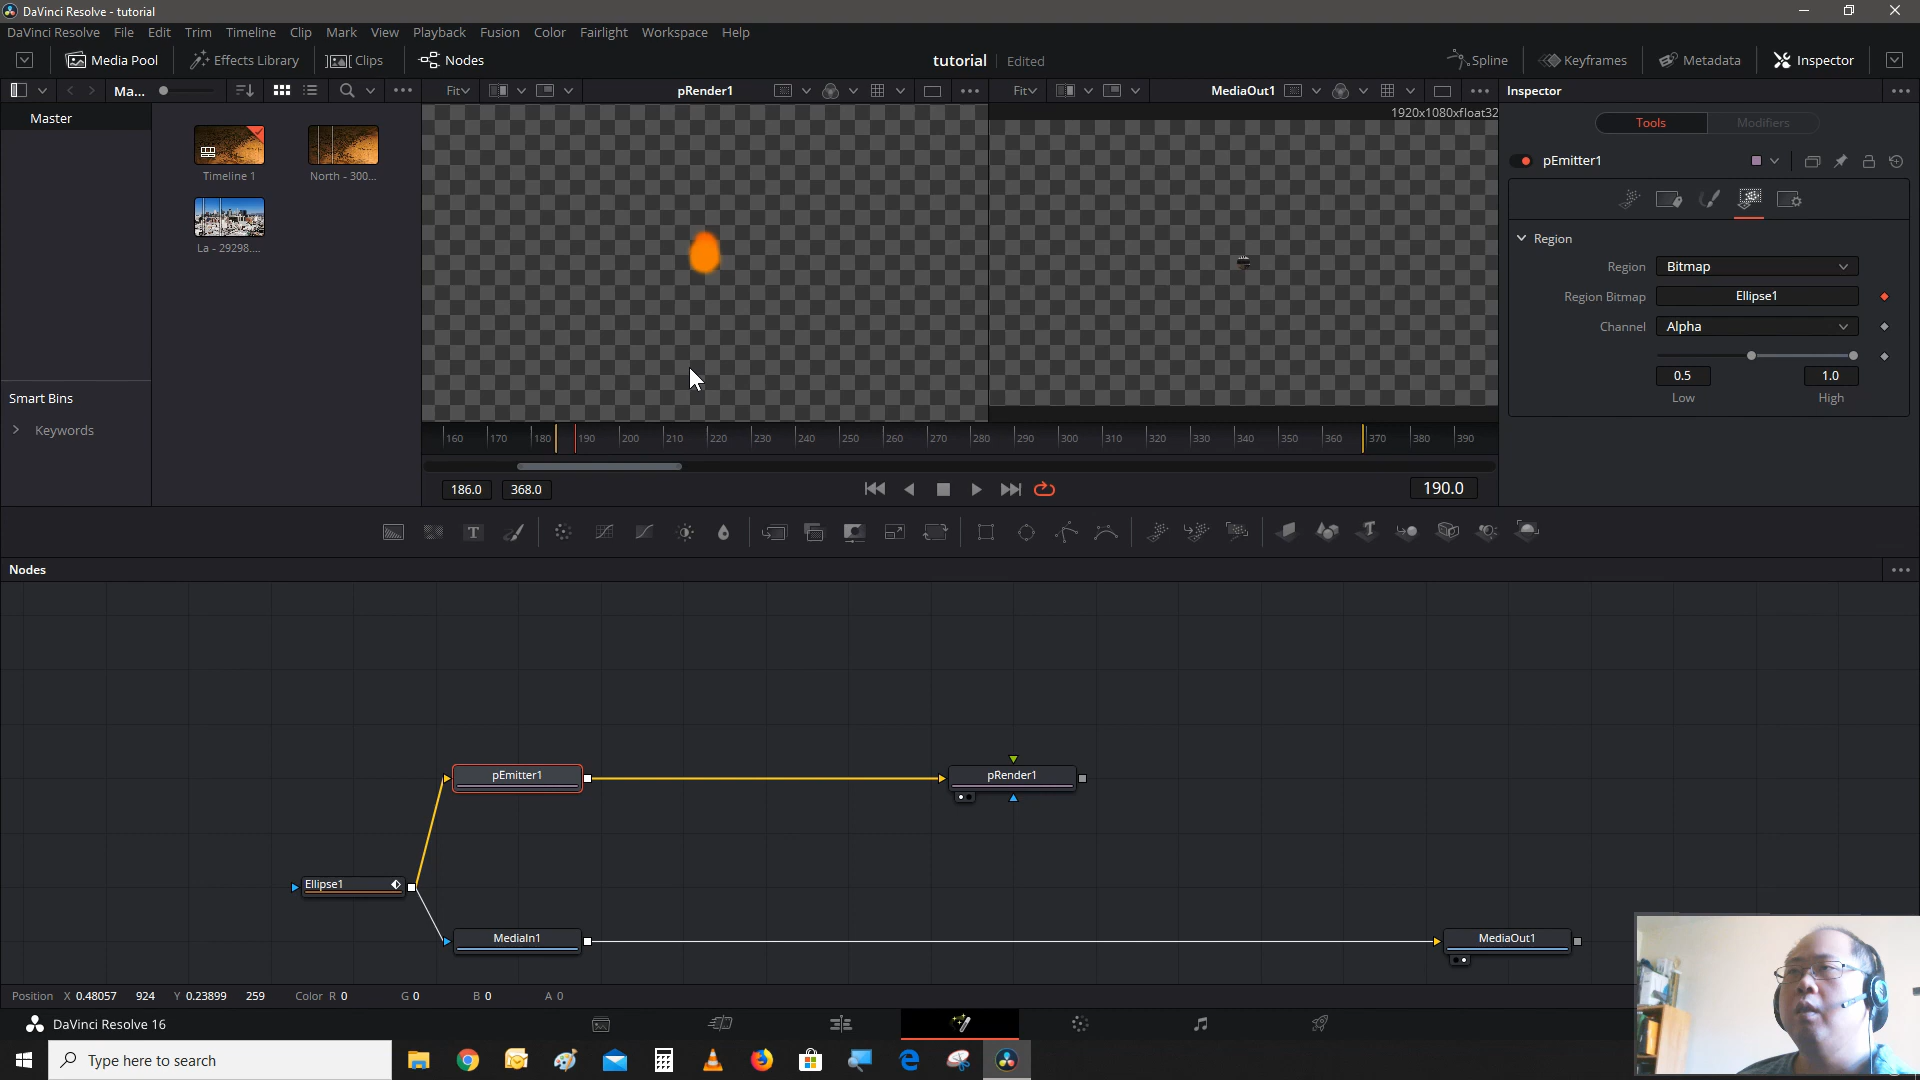 DaVinci Resolve - tutorial
DaVinci Resolve File Edit Trim Timeline Clip Mark View Playback Fusion Color Fairlight Workspace Help
Media Pool Effects Library Clips Nodes tutorial Edited Spline Keyframes Metadata Inspector
Ma... Fit pRender1 Fit MediaOut1 Inspector
1920x1080xfloat32
Master
Tools Modifiers
pEmitter1
Timeline 1 North - 300...
La - 29298....
Region
Region Bitmap
Region Bitmap Ellipse1
Channel Alpha
0.5 1.0
Low High
Smart Bins
Keywords
160 170 180 190 200 210 220 230 240 250 260 270 280 290 300 310 320 330 340 350 360 370 380 390
186.0 368.0 190.0
T T
Nodes
pEmitter1 pRender1
Ellipse1
MediaIn1 MediaOut1
Position X 0.48057 924 Y 0.23899 259 Color R 0 G 0 B 0 A 0
DaVinci Resolve 16
Type here to search